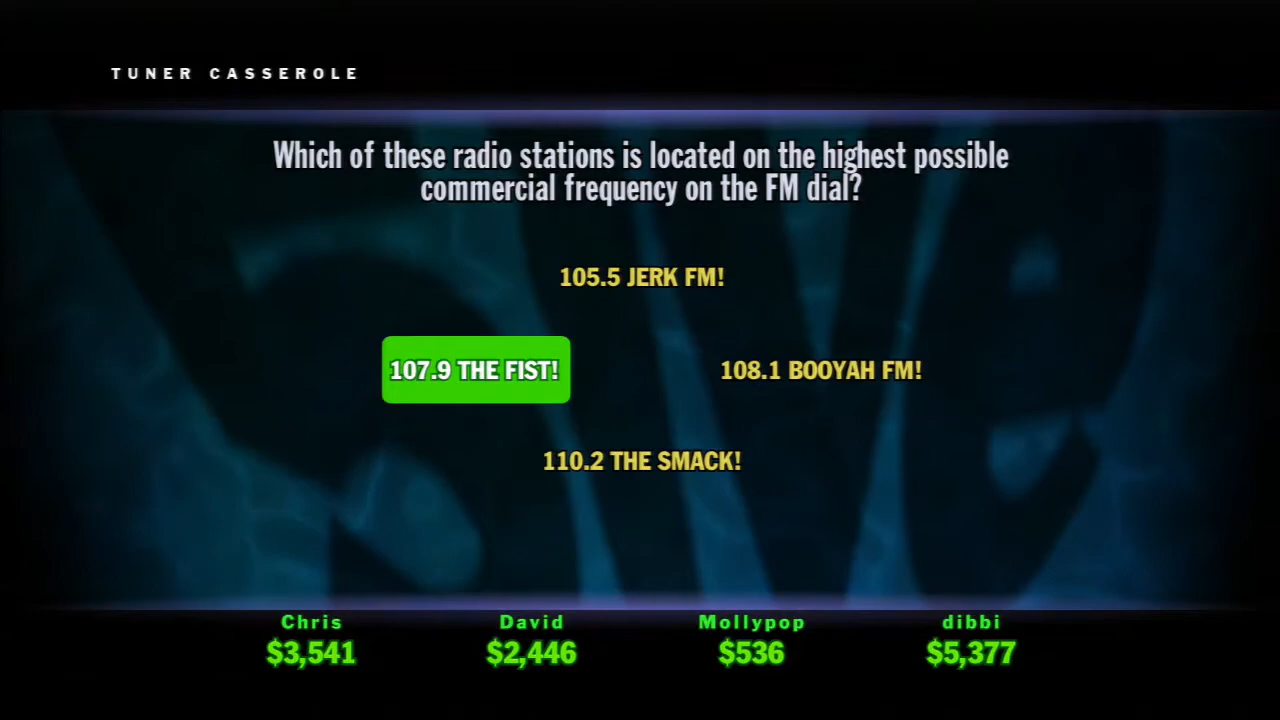 TUNER CASSEROLE
Which of these radio stations is located on the highest possible
commercial frequency on the FM dial?
105.5 JERK FM!
107.9 THE FIST!
108.1 BOOYAH FM!
110.2 THE SMACK!
Chris
David
Mollypop
dibbi
$3,541
$2,446
$536
$5,377